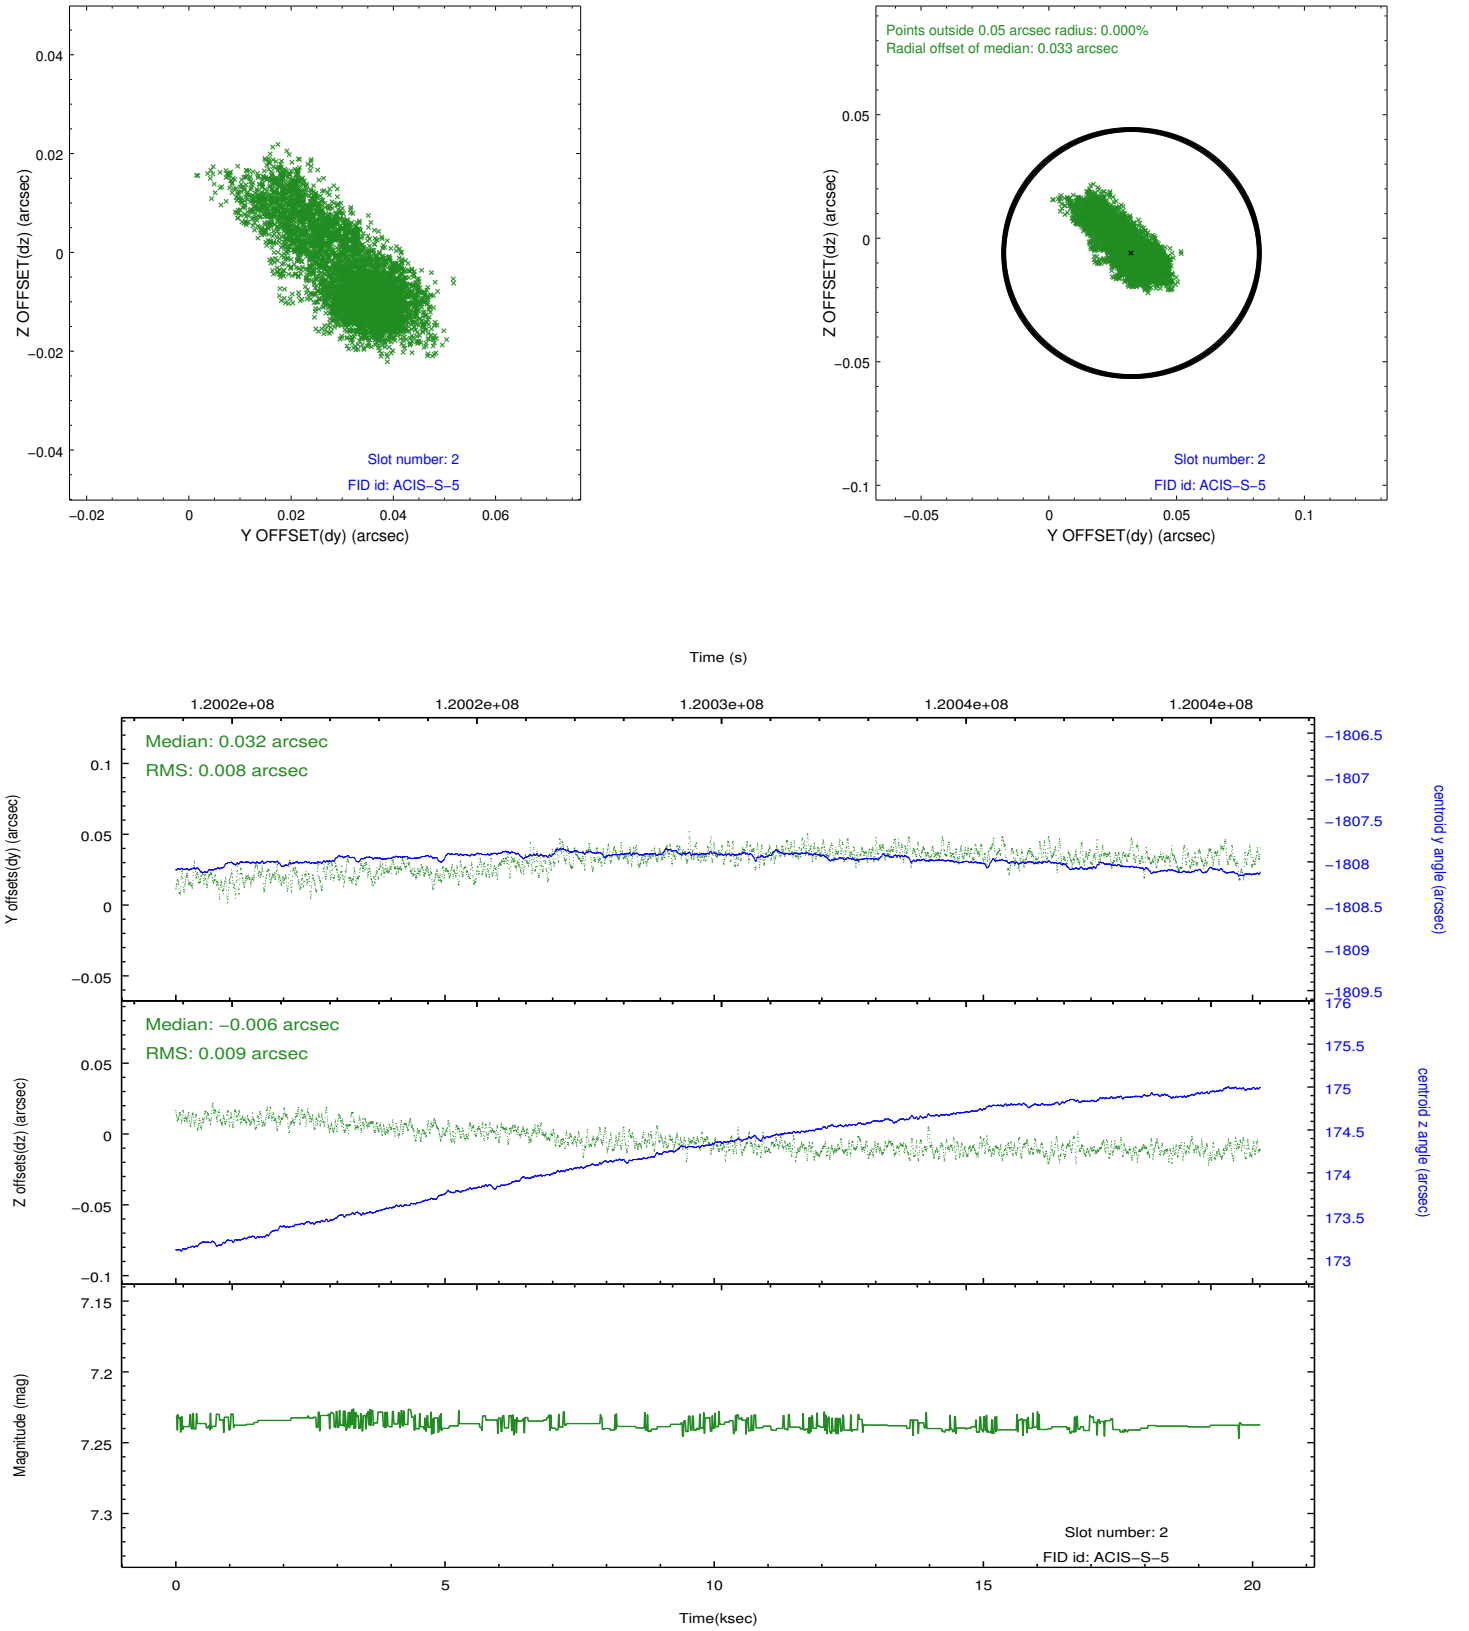 0.04
0.02
0
−0.02
−0.04
Z OFFSET(dz) (arcsec)
Slot number: 2
FID id: ACIS−S−5
−0.02
0
0.02
0.04
0.06
Y OFFSET(dy) (arcsec)
Points outside 0.05 arcsec radius: 0.000%
Radial offset of median: 0.033 arcsec
0.05
0
−0.05
−0.1
Z OFFSET(dz) (arcsec)
Slot number: 2
FID id: ACIS−S−5
−0.05
0
0.05
0.1
Y OFFSET(dy) (arcsec)
Time (s)
1.2002e+08
1.2002e+08
1.2003e+08
1.2004e+08
1.2004e+08
Median: 0.032 arcsec
RMS: 0.008 arcsec
0.1
0.05
0
−0.05
Y offsets(dy) (arcsec)
−1806.5
−1807
−1807.5
−1808
−1808.5
−1809
−1809.5
centroid y angle (arcsec)
Median: −0.006 arcsec
RMS: 0.009 arcsec
0.05
0
−0.05
−0.1
Z offsets(dz) (arcsec)
176
175.5
175
174.5
174
173.5
173
centroid z angle (arcsec)
7.15
7.2
7.25
7.3
Magnitude (mag)
Slot number: 2
FID id: ACIS−S−5
0
5
10
15
20
Time(ksec)